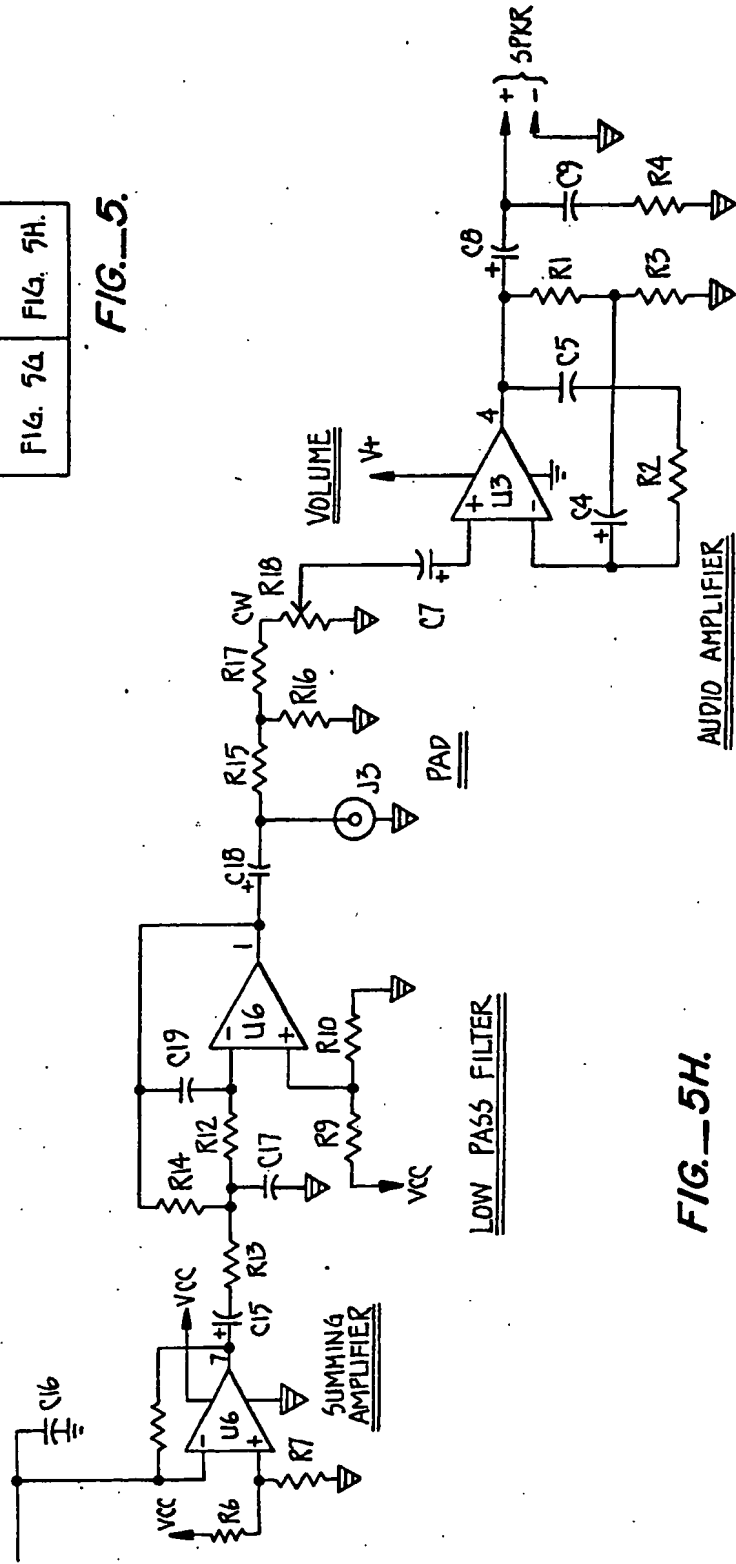 FIG. 5G FIG. 5H.
FIG._5.
C16
VCC
R6
U6
-
+
7
R7
VCC
SUMMING
AMPLIFIER
+
C15
R13
R14
C19
R12
C17
-
U6
+
1
R9
R10
VCC
LOW PASS FILTER
+
C18
J3
R15
R16
R17
PAD
CW
R18
VOLUME
C7
+
V+
+
U3
-
4
C4
+
C5
R2
R1
R3
C8
+
C9
R4
+
-
SPKR
AUDIO AMPLIFIER
FIG._5H.